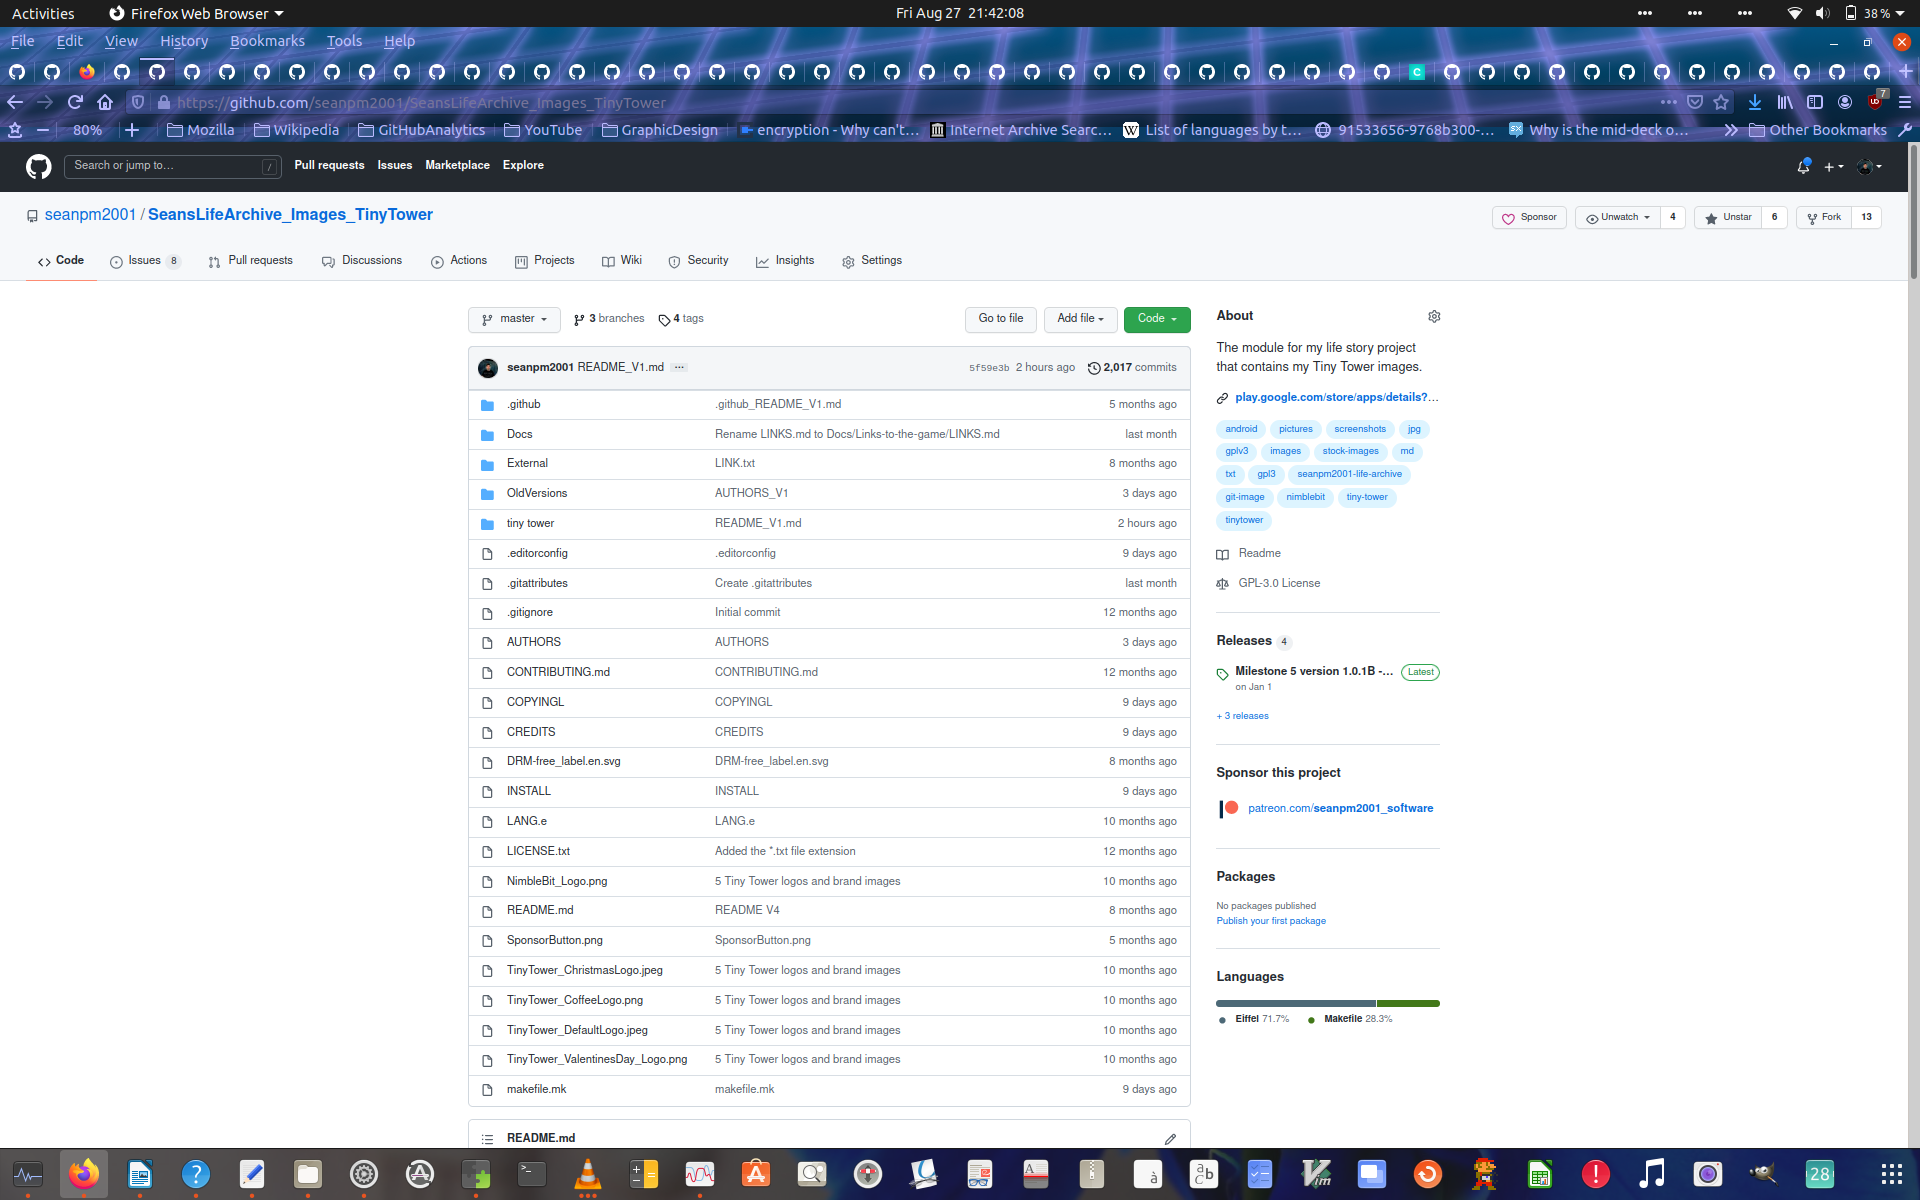 Activities Firefox Web Browser Fri Aug 27 21:42:08 38 %
File Edit View History Bookmarks Tools Help
https://github.com/seanpm2001/SeansLifeArchive_Images_TinyTower 7
80% Mozilla Wikipedia GitHubAnalytics YouTube GraphicDesign encryption - Why can't… Internet Archive Searc… List of languages by t… 91533656-9768b300-… Why is the mid-deck o… Other Bookmarks
Search or jump to… / Pull requests Issues Marketplace Explore
seanpm2001 / SeansLifeArchive_Images_TinyTower Sponsor Unwatch 4 Unstar 6 Fork 13
Code Issues 8 Pull requests Discussions Actions Projects Wiki Security Insights Settings
master 3 branches 4 tags Go to file Add file Code
seanpm2001 README_V1.md ... 5f59e3b 2 hours ago 2,017 commits
.github .github_README_V1.md 5 months ago
Docs Rename LINKS.md to Docs/Links-to-the-game/LINKS.md last month
External LINK.txt 8 months ago
OldVersions AUTHORS_V1 3 days ago
tiny tower README_V1.md 2 hours ago
.editorconfig .editorconfig 9 days ago
.gitattributes Create .gitattributes last month
.gitignore Initial commit 12 months ago
AUTHORS AUTHORS 3 days ago
CONTRIBUTING.md CONTRIBUTING.md 12 months ago
COPYINGL COPYINGL 9 days ago
CREDITS CREDITS 9 days ago
DRM-free_label.en.svg DRM-free_label.en.svg 8 months ago
INSTALL INSTALL 9 days ago
LANG.e LANG.e 10 months ago
LICENSE.txt Added the *.txt file extension 12 months ago
NimbleBit_Logo.png 5 Tiny Tower logos and brand images 10 months ago
README.md README V4 8 months ago
SponsorButton.png SponsorButton.png 5 months ago
TinyTower_ChristmasLogo.jpeg 5 Tiny Tower logos and brand images 10 months ago
TinyTower_CoffeeLogo.png 5 Tiny Tower logos and brand images 10 months ago
TinyTower_DefaultLogo.jpeg 5 Tiny Tower logos and brand images 10 months ago
TinyTower_ValentinesDay_Logo.png 5 Tiny Tower logos and brand images 10 months ago
makefile.mk makefile.mk 9 days ago
README.md
About
The module for my life story project
that contains my Tiny Tower images.
play.google.com/store/apps/details?…
android pictures screenshots jpg
gplv3 images stock-images md
txt gpl3 seanpm2001-life-archive
git-image nimblebit tiny-tower
tinytower
Readme
GPL-3.0 License
Releases 4
Milestone 5 version 1.0.1B -… Latest
on Jan 1
+ 3 releases
Sponsor this project
patreon.com/seanpm2001_software
Packages
No packages published
Publish your first package
Languages
Eiffel 71.7% Makefile 28.3%
28